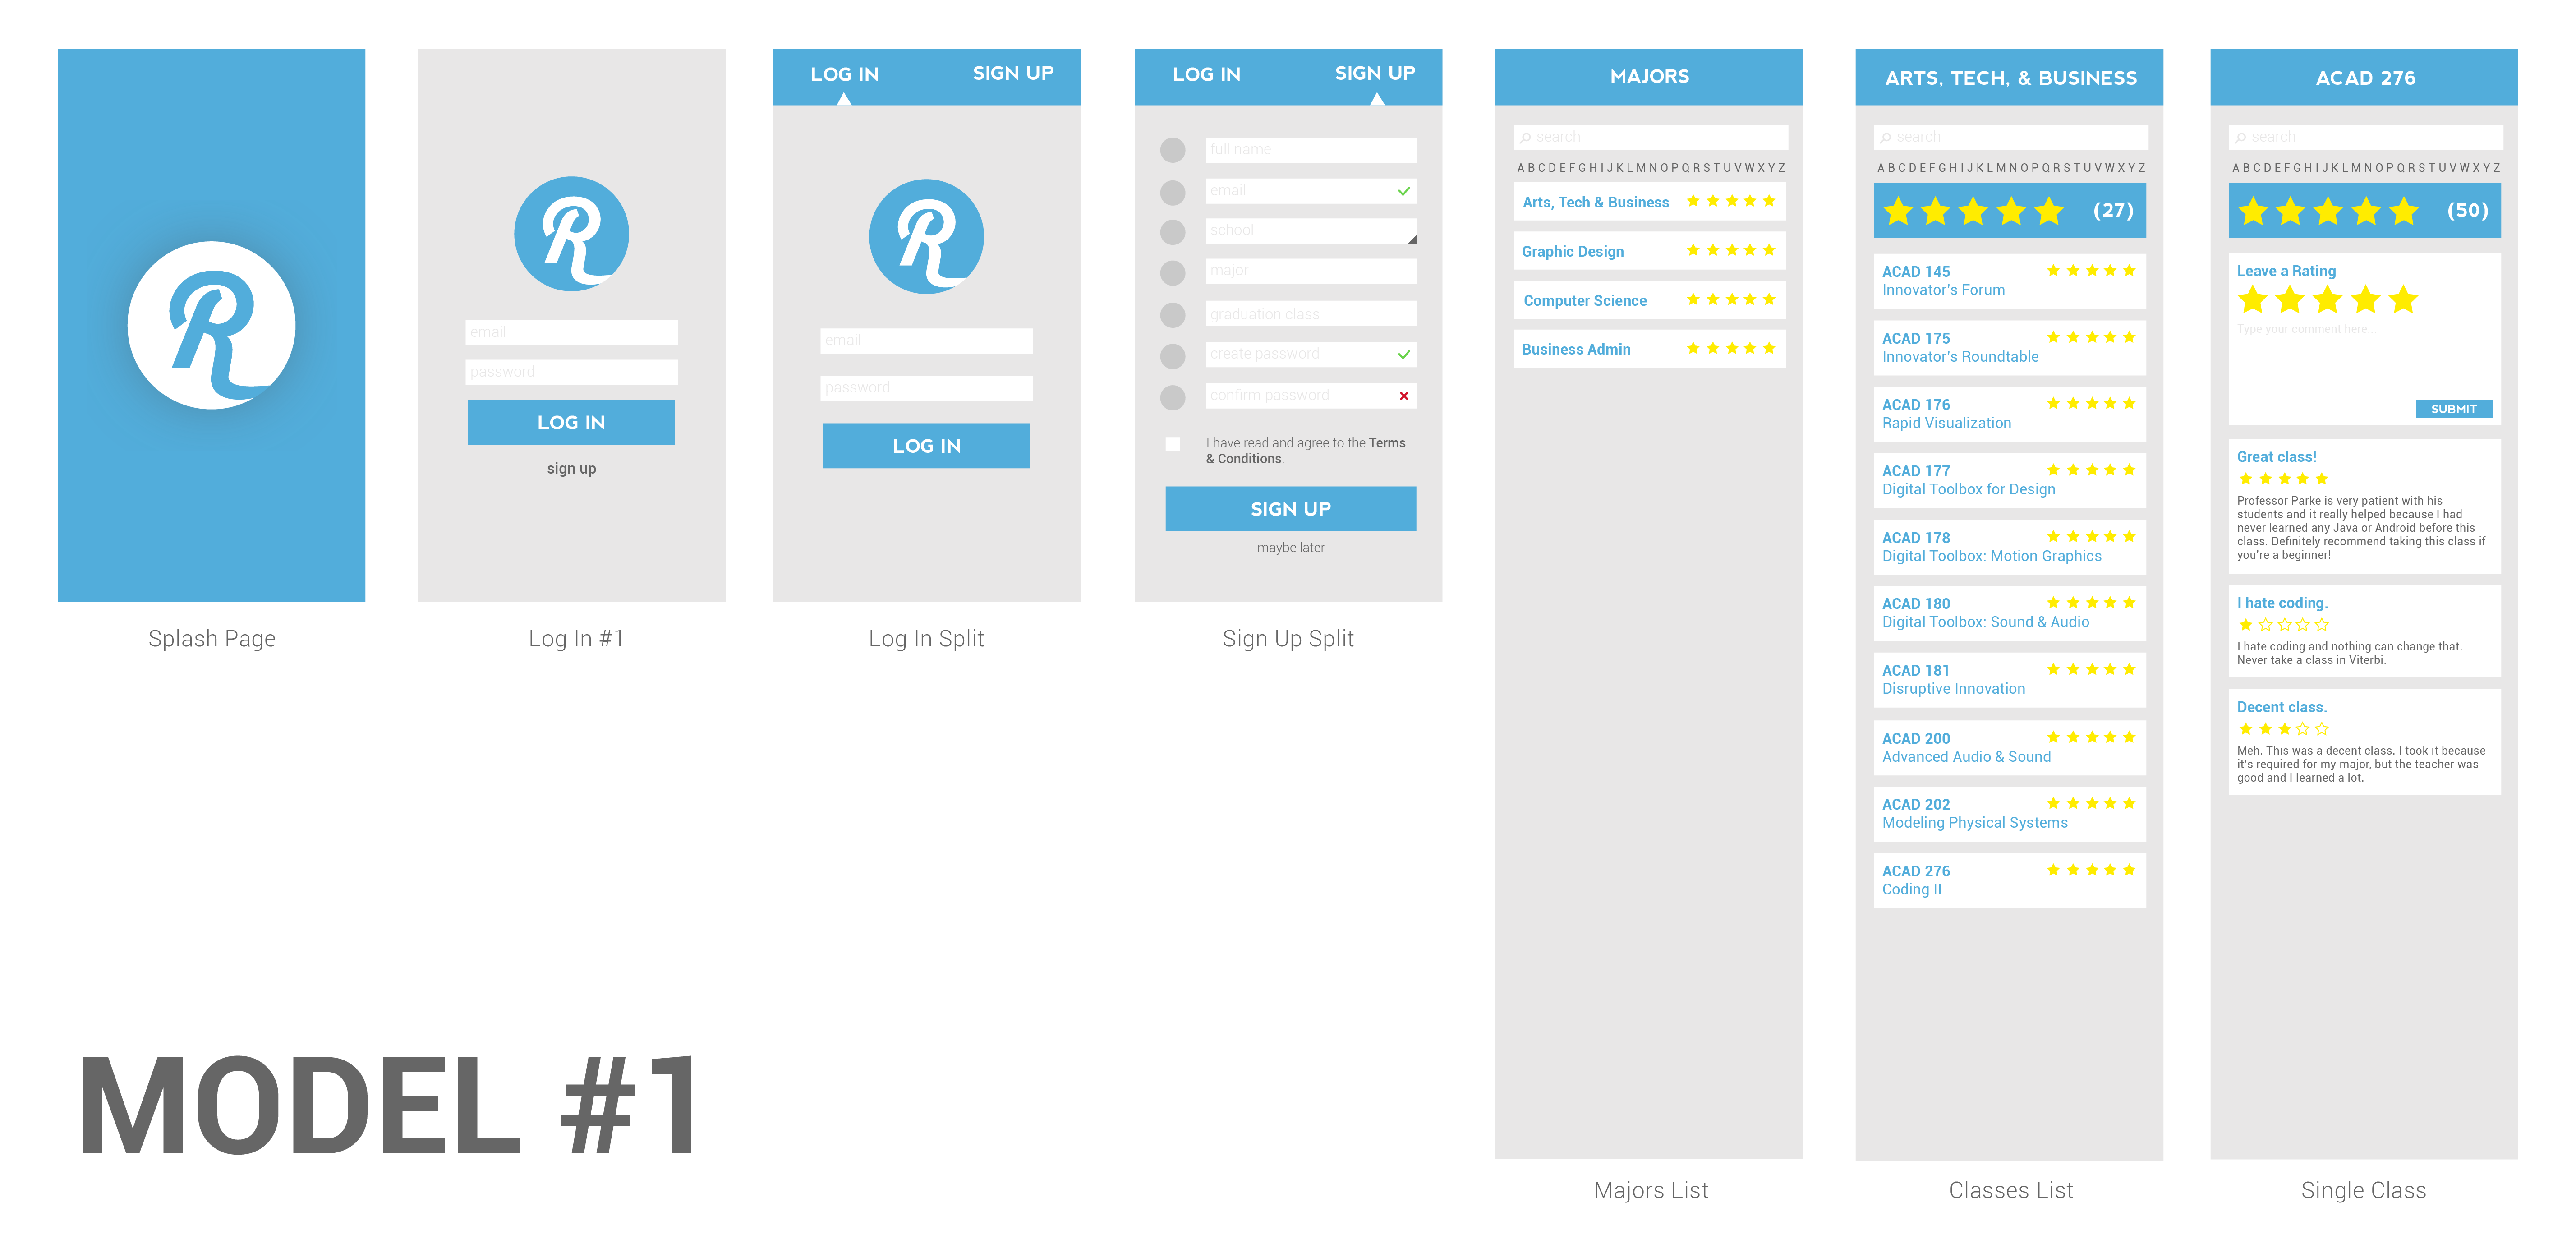 R
Splash Page
R
email
password
LOG IN
sign up
Log In #1
LOG IN
SIGN UP
R
email
password
LOG IN
Log In Split
LOG IN
SIGN UP
full name
email
school
major
graduation class
create password
confirm password
I have read and agree to the Terms
& Conditions.
SIGN UP
maybe later
Sign Up Split
MAJORS
search
A B C D E F G H I J K L M N O P Q R S T U V W X Y Z
Arts, Tech & Business
Graphic Design
Computer Science
Business Admin
Majors List
ARTS, TECH, & BUSINESS
search
A B C D E F G H I J K L M N O P Q R S T U V W X Y Z
(27)
ACAD 145
Innovator's Forum
ACAD 175
Innovator's Roundtable
ACAD 176
Rapid Visualization
ACAD 177
Digital Toolbox for Design
ACAD 178
Digital Toolbox: Motion Graphics
ACAD 180
Digital Toolbox: Sound & Audio
ACAD 181
Disruptive Innovation
ACAD 200
Advanced Audio & Sound
ACAD 202
Modeling Physical Systems
ACAD 276
Coding II
Classes List
ACAD 276
search
A B C D E F G H I J K L M N O P Q R S T U V W X Y Z
(50)
Leave a Rating
Type your comment here...
SUBMIT
Great class!
Professor Parke is very patient with his
students and it really helped because I had
never learned any Java or Android before this
class. Definitely recommend taking this class if
you're a beginner!
I hate coding.
I hate coding and nothing can change that.
Never take a class in Viterbi.
Decent class.
Meh. This was a decent class. I took it because
it's required for my major, but the teacher was
good and I learned a lot.
Single Class
MODEL #1